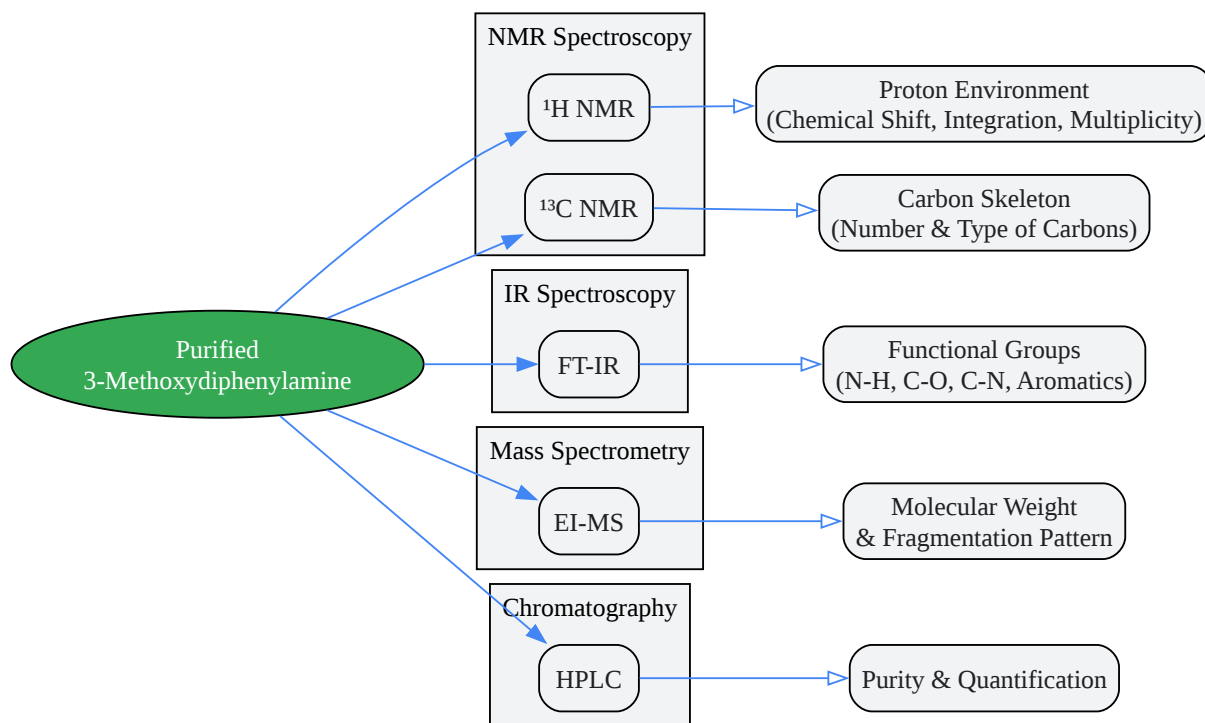 NMR Spectroscopy
¹H NMR
Proton Environment
(Chemical Shift, Integration, Multiplicity)
¹³C NMR
Carbon Skeleton
(Number & Type of Carbons)
IR Spectroscopy
Purified
3-Methoxydiphenylamine
FT-IR
Functional Groups
(N-H, C-O, C-N, Aromatics)
Mass Spectrometry
EI-MS
Molecular Weight
& Fragmentation Pattern
Chromatography
HPLC
Purity & Quantification